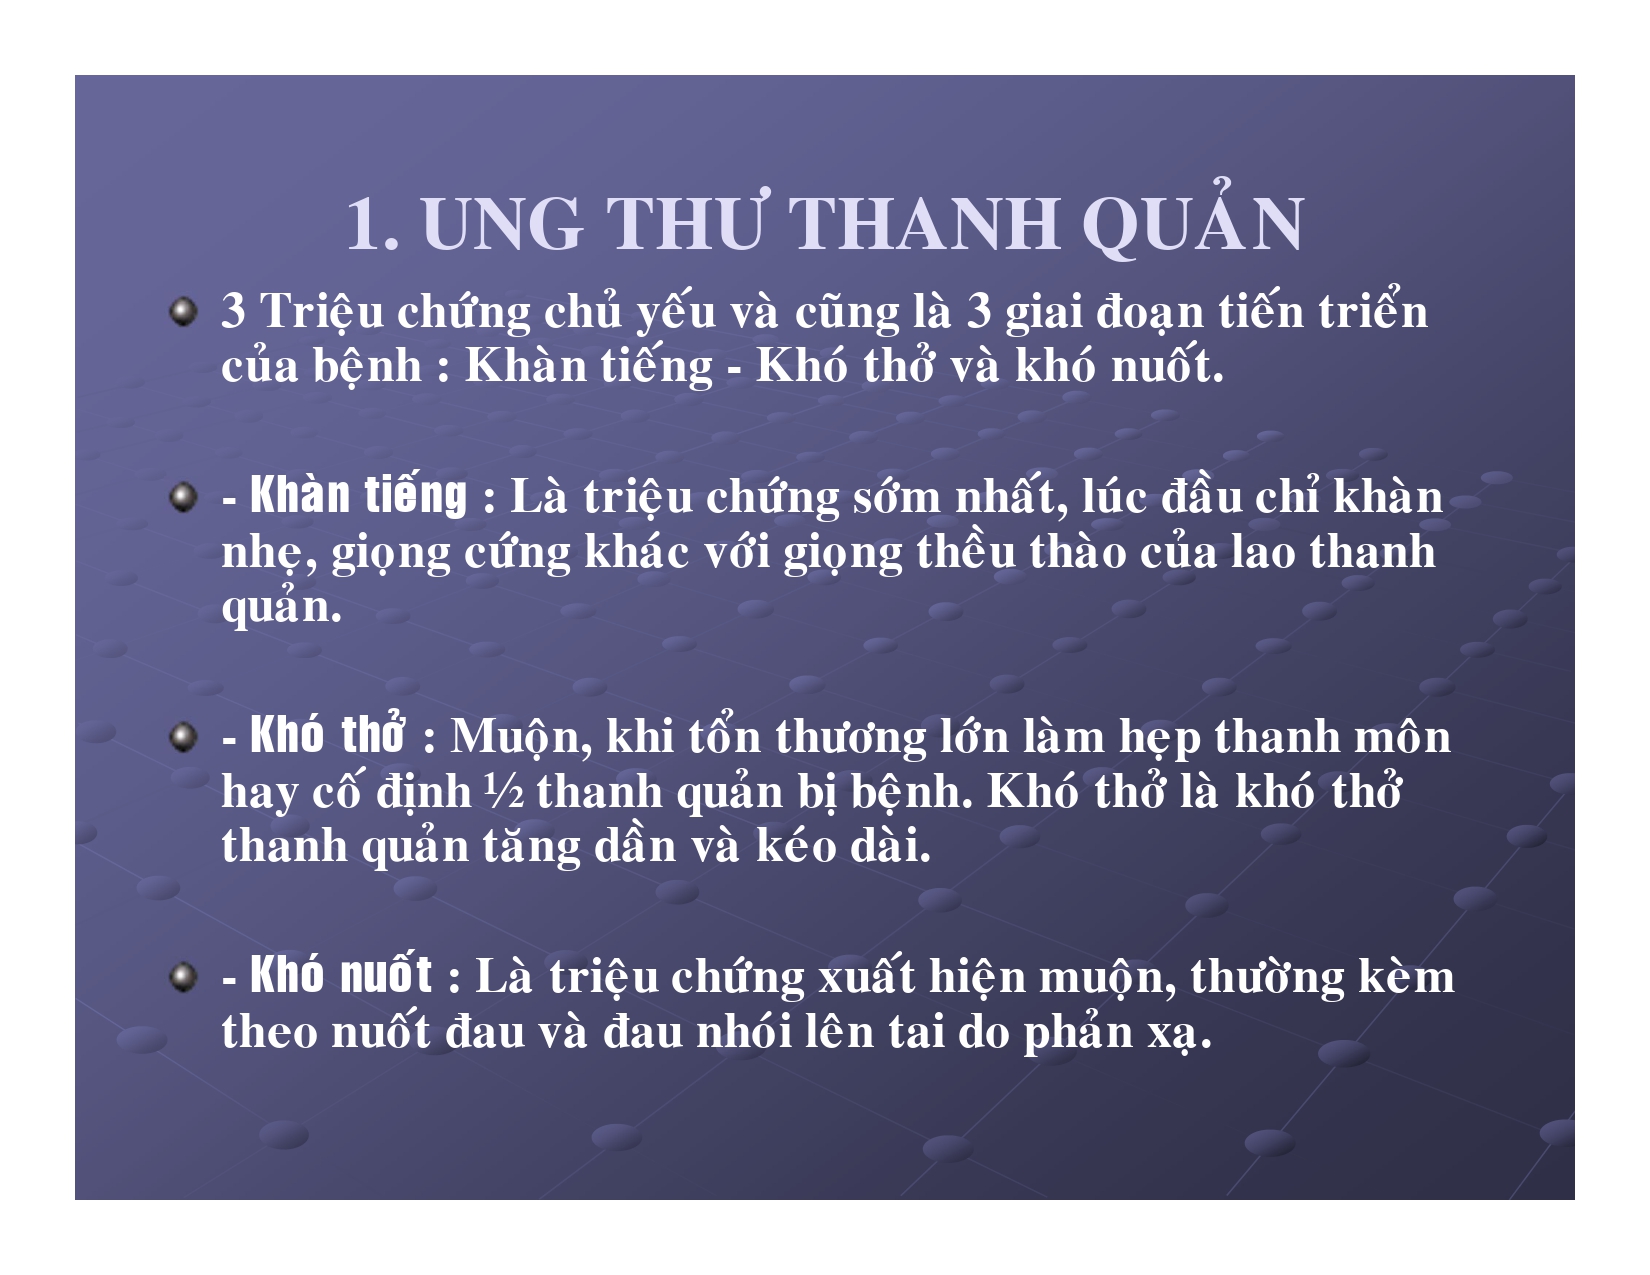 1. UNG THƯ THANH QUẢN
3 Triệu chứng chủ yếu và cũng là 3 giai đoạn tiến triển
của bệnh : Khàn tiếng - Khó thở và khó nuốt.
- Khàn tiếng : Là triệu chứng sớm nhất, lúc đầu chỉ khàn
nhẹ, giọng cứng khác với giọng thều thào của lao thanh
quản.
- Khó thở : Muộn, khi tổn thương lớn làm hẹp thanh môn
hay cố định ½ thanh quản bị bệnh. Khó thở là khó thở
thanh quản tăng dần và kéo dài.
- Khó nuốt : Là triệu chứng xuất hiện muộn, thường kèm
theo nuốt đau và đau nhói lên tai do phản xạ.